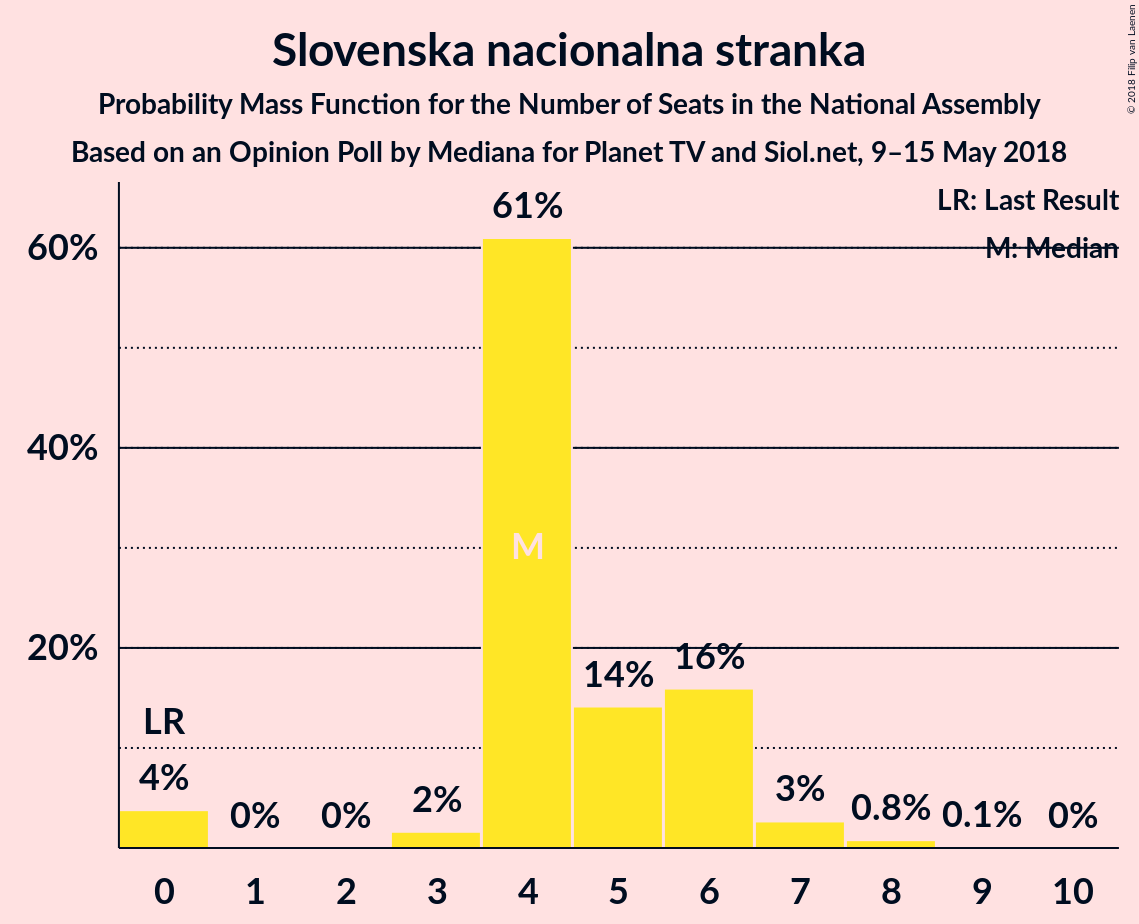 Slovenska nacionalna stranka
Probability Mass Function for the Number of Seats in the National Assembly
Based on an Opinion Poll by Mediana for Planet TV and Siol.net, 9–15 May 2018
© 2018 Filip van Laenen
LR: Last Result
M: Median
61%
60%
40%
M
20%
16%
14%
LR
4%
3%
2%
0.8%
0.1%
0%
0%
0%
0 1 2 3 4 5 6 7 8 9 10